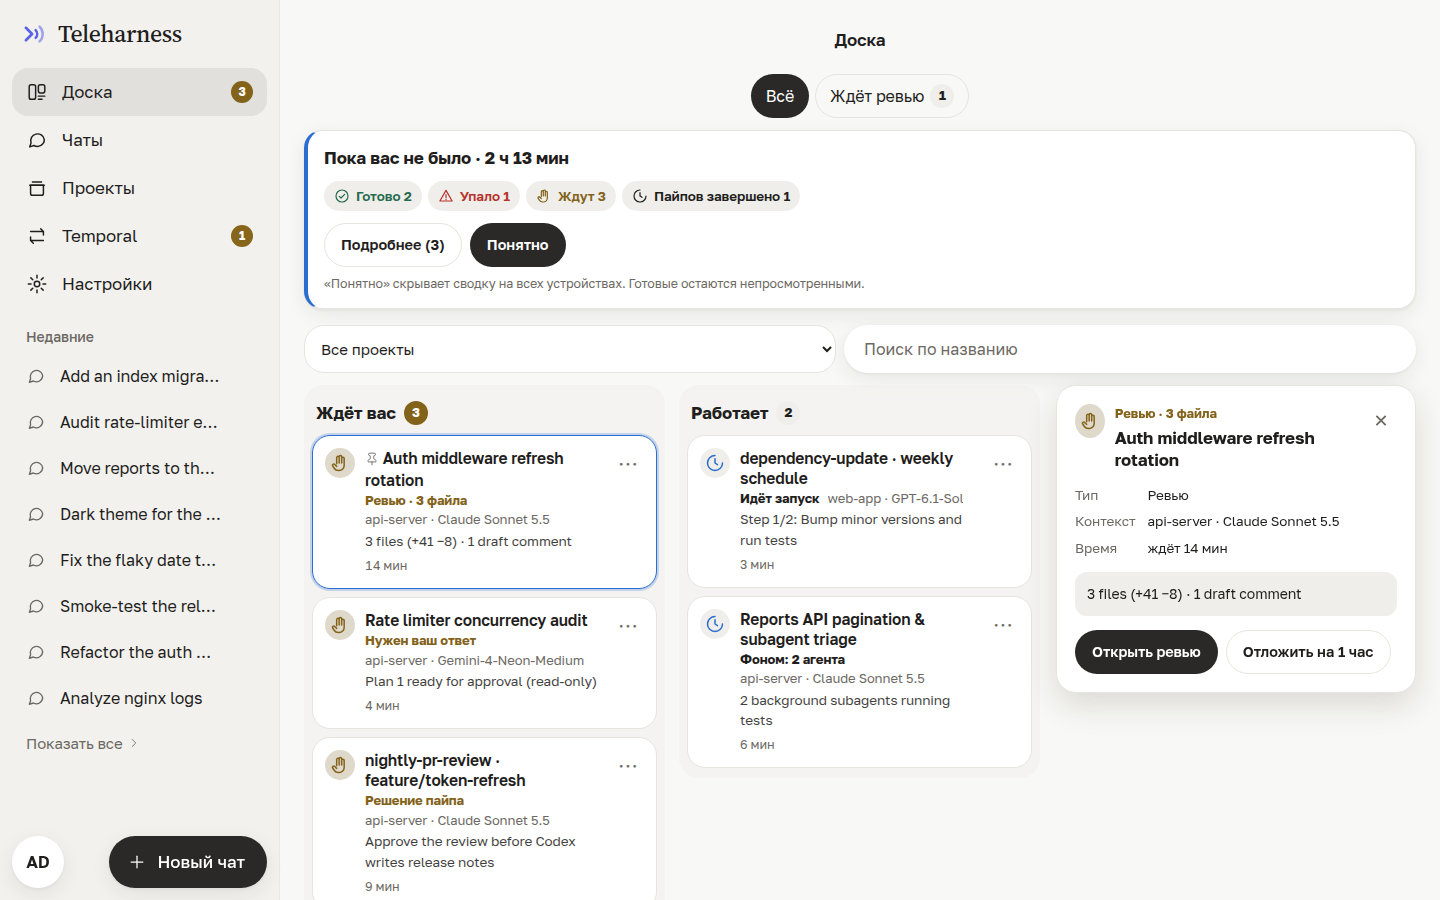 Teleharness
Доска 3
Чаты
Проекты
Temporal 1
Настройки
Недавние
Add an index migra...
Audit rate-limiter e...
Move reports to th...
Dark theme for the ...
Fix the flaky date t...
Smoke-test the rel...
Refactor the auth ...
Analyze nginx logs
Показать все
AD
Новый чат
Доска
Всё
Ждёт ревью 1
Пока вас не было · 2 ч 13 мин
Готово 2
Упало 1
Ждут 3
Пайпов завершено 1
Подробнее (3)
Понятно
«Понятно» скрывает сводку на всех устройствах. Готовые остаются непросмотренными.
Все проекты
Поиск по названию
Ждёт вас 3
Auth middleware refresh
rotation
Ревью · 3 файла
api-server · Claude Sonnet 5.5
3 files (+41 −8) · 1 draft comment
14 мин
Rate limiter concurrency audit
Нужен ваш ответ
api-server · Gemini-4-Neon-Medium
Plan 1 ready for approval (read-only)
4 мин
nightly-pr-review ·
feature/token-refresh
Решение пайпа
api-server · Claude Sonnet 5.5
Approve the review before Codex
writes release notes
9 мин
Работает 2
dependency-update · weekly
schedule
Идёт запуск web-app · GPT-6.1-Sol
Step 1/2: Bump minor versions and
run tests
3 мин
Reports API pagination &
subagent triage
Фоном: 2 агента
api-server · Claude Sonnet 5.5
2 background subagents running
tests
6 мин
Ревью · 3 файла
Auth middleware refresh
rotation
Тип Ревью
Контекст api-server · Claude Sonnet 5.5
Время ждёт 14 мин
3 files (+41 −8) · 1 draft comment
Открыть ревью
Отложить на 1 час